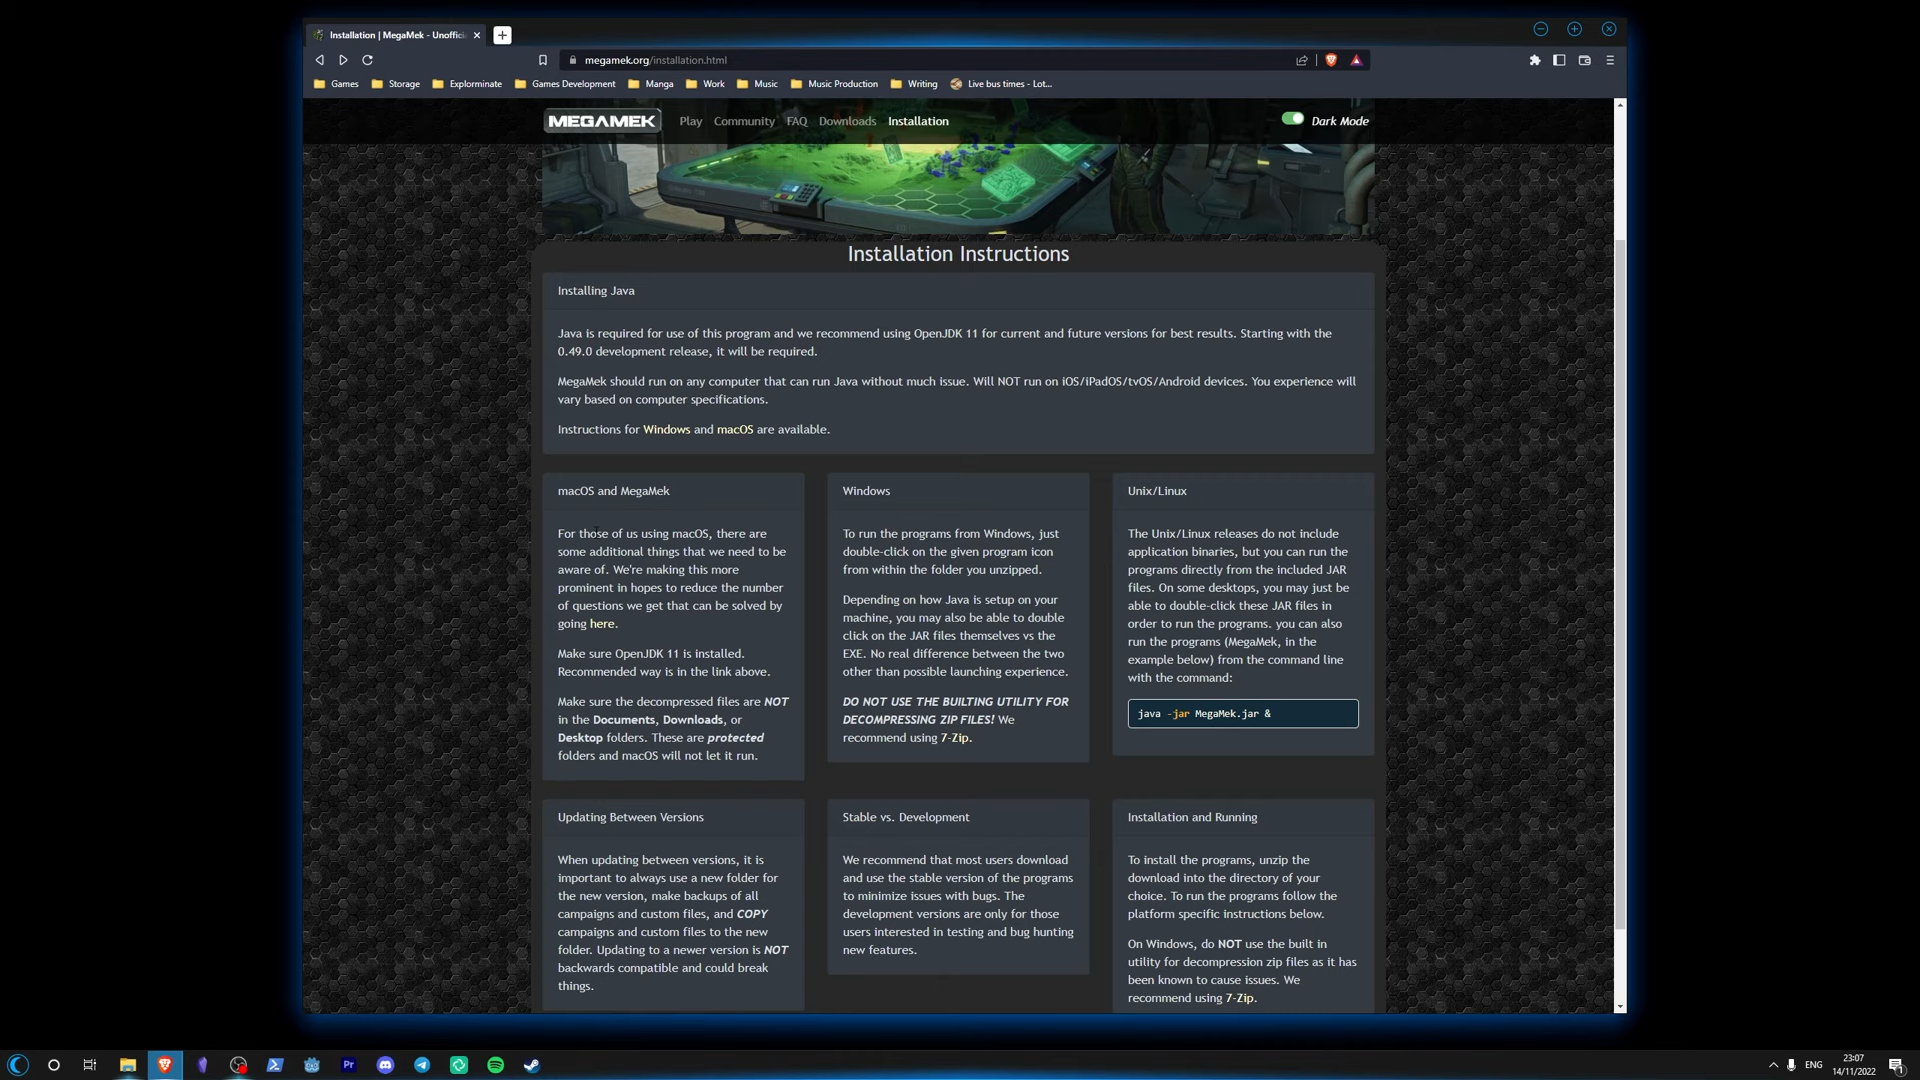 Installation | MegaMek - Unoffici
megamek.org/installation.html
Games
Storage
Explorminate
Games Development
Manga
Work
Music
Music Production
Writing
Live bus times - Lot...
MEGAMEK
Play
Community
FAQ
Downloads
Installation
Dark Mode
Installation Instructions
Installing Java
Java is required for use of this program and we recommend using OpenJDK 11 for current and future versions for best results. Starting with the
0.49.0 development release, it will be required.
MegaMek should run on any computer that can run Java without much issue. Will NOT run on iOS/iPadOS/tvOS/Android devices. You experience will
vary based on computer specifications.
Instructions for Windows and macOS are available.
macOS and MegaMek
For those of us using macOS, there are
some additional things that we need to be
aware of. We're making this more
prominent in hopes to reduce the number
of questions we get that can be solved by
going here.
Make sure OpenJDK 11 is installed.
Recommended way is in the link above.
Make sure the decompressed files are NOT
in the Documents, Downloads, or
Desktop folders. These are protected
folders and macOS will not let it run.
Windows
To run the programs from Windows, just
double-click on the given program icon
from within the folder you unzipped.
Depending on how Java is setup on your
machine, you may also be able to double
click on the JAR files themselves vs the
EXE. No real difference between the two
other than possible launching experience.
DO NOT USE THE BUILTING UTILITY FOR
DECOMPRESSING ZIP FILES! We
recommend using 7-Zip.
Unix/Linux
The Unix/Linux releases do not include
application binaries, but you can run the
programs directly from the included JAR
files. On some desktops, you may just be
able to double-click these JAR files in
order to run the programs. you can also
run the programs (MegaMek, in the
example below) from the command line
with the command:
java -jar MegaMek.jar &
Updating Between Versions
When updating between versions, it is
important to always use a new folder for
the new version, make backups of all
campaigns and custom files, and COPY
campaigns and custom files to the new
folder. Updating to a newer version is NOT
backwards compatible and could break
things.
Stable vs. Development
We recommend that most users download
and use the stable version of the programs
to minimize issues with bugs. The
development versions are only for those
users interested in testing and bug hunting
new features.
Installation and Running
To install the programs, unzip the
download into the directory of your
choice. To run the programs follow the
platform specific instructions below.
On Windows, do NOT use the built in
utility for decompression zip files as it has
been known to cause issues. We
recommend using 7-Zip.
Pr
ENG
23:07
14/11/2022